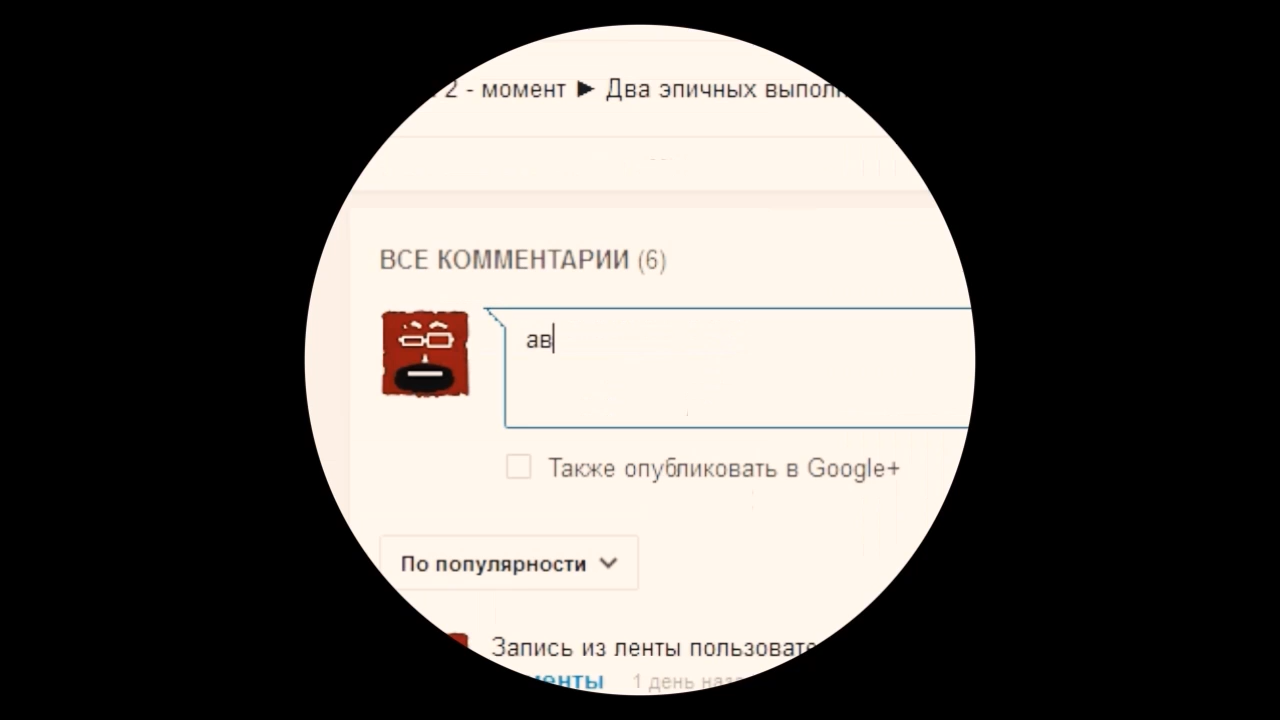 2 - момент ► Два эпичных выполн
ВСЕ КОММЕНТАРИИ (6)
ав
Также опубликовать в Google+
По популярности
Запись из ленты пользовате
менты 1 день наза